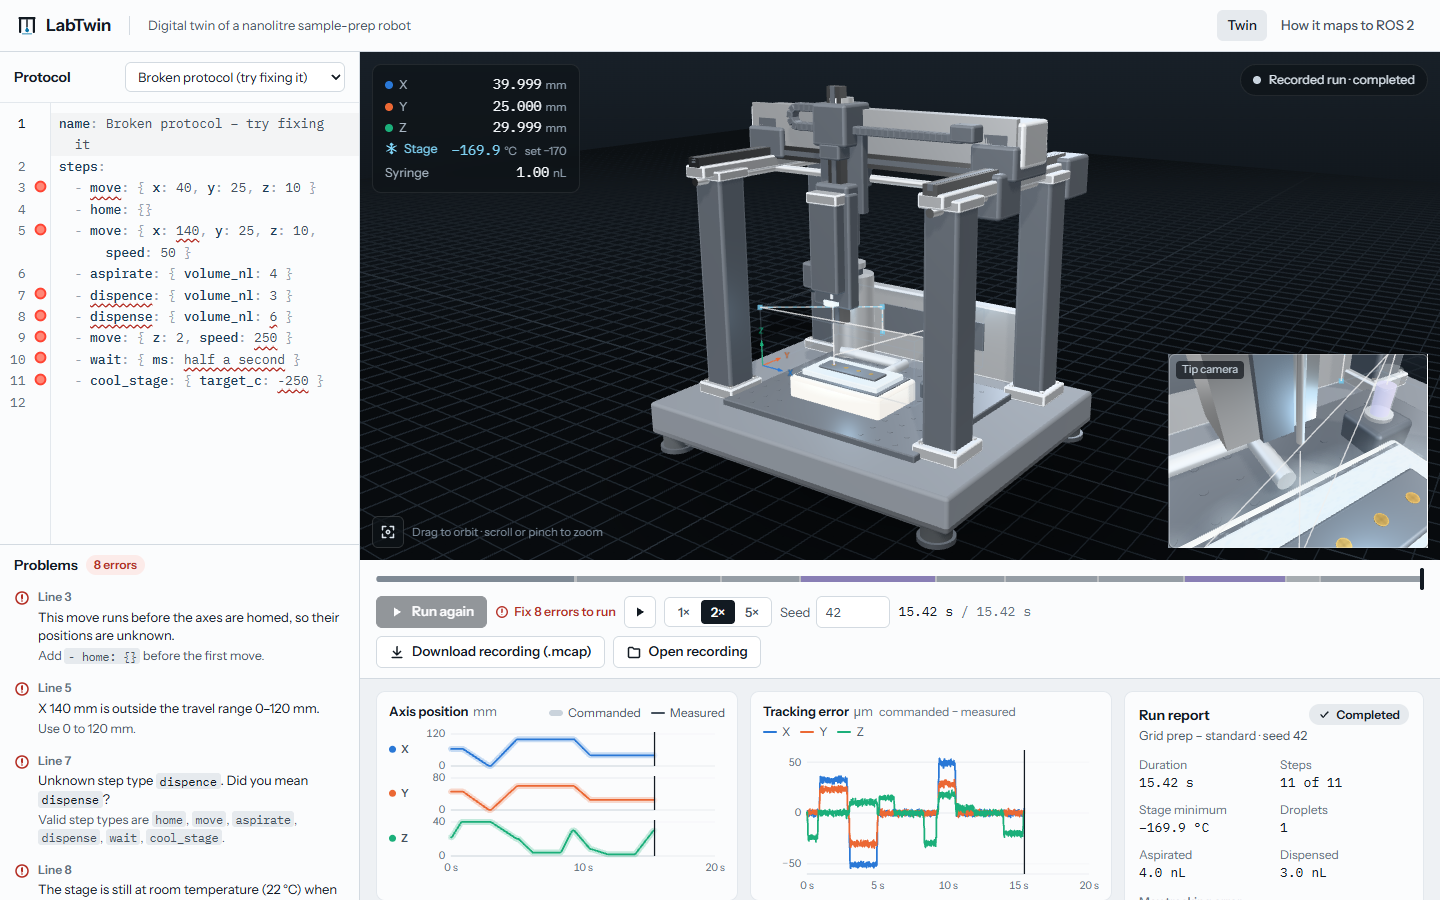 LabTwin
Digital twin of a nanolitre sample-prep robot
Twin
How it maps to ROS 2
Protocol
Broken protocol (try fixing it)
1 name: Broken protocol – try fixing
it
2 steps:
3 - move: { x: 40, y: 25, z: 10 }
4 - home: {}
5 - move: { x: 140, y: 25, z: 10,
speed: 50 }
6 - aspirate: { volume_nl: 4 }
7 - dispence: { volume_nl: 3 }
8 - dispense: { volume_nl: 6 }
9 - move: { z: 2, speed: 250 }
10 - wait: { ms: half a second }
11 - cool_stage: { target_c: -250 }
12
Problems 8 errors
Line 3
This move runs before the axes are homed, so their
positions are unknown.
Add - home: {} before the first move.
Line 5
X 140 mm is outside the travel range 0–120 mm.
Use 0 to 120 mm.
Line 7
Unknown step type dispence. Did you mean
dispense?
Valid step types are home, move, aspirate,
dispense, wait, cool_stage.
Line 8
The stage is still at room temperature (22 °C) when
X 39.999 mm
Y 25.000 mm
Z 29.999 mm
Stage −169.9 °C set −170
Syringe 1.00 nL
Recorded run · completed
Z
Y
X
Tip camera
Drag to orbit · scroll or pinch to zoom
Run again
Fix 8 errors to run
1×
2×
5×
Seed 42
15.42 s / 15.42 s
Download recording (.mcap)
Open recording
Axis position mm
Commanded
Measured
X
120
0
Y
80
0
Z
40
0
0 s
10 s
20 s
Tracking error µm commanded − measured
X
Y
Z
50
0
−50
0 s
5 s
10 s
15 s
20 s
Run report
Completed
Grid prep – standard · seed 42
Duration
15.42 s
Steps
11 of 11
Stage minimum
−169.9 °C
Droplets
1
Aspirated
4.0 nL
Dispensed
3.0 nL